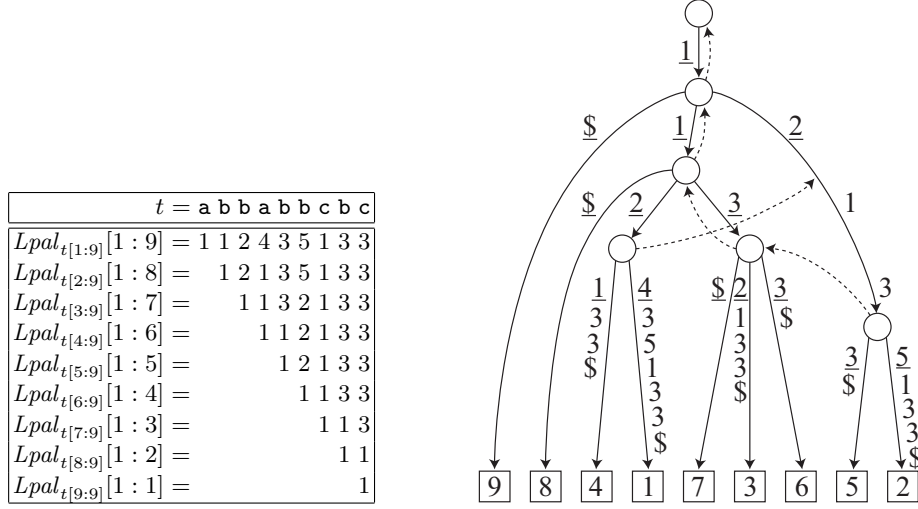 t = a b b a b b c b c
Lpal_{t[1:9]}[1 : 9] = 1 1 2 4 3 5 1 3 3
Lpal_{t[2:9]}[1 : 8] = 1 2 1 3 5 1 3 3
Lpal_{t[3:9]}[1 : 7] = 1 1 3 2 1 3 3
Lpal_{t[4:9]}[1 : 6] = 1 1 2 1 3 3
Lpal_{t[5:9]}[1 : 5] = 1 2 1 3 3
Lpal_{t[6:9]}[1 : 4] = 1 1 3 3
Lpal_{t[7:9]}[1 : 3] = 1 1 3
Lpal_{t[8:9]}[1 : 2] = 1 1
Lpal_{t[9:9]}[1 : 1] = 1
1
$ 1 2
$ 2 3 1
1 4 $ 2 3 3
3 3 1 $
3 5 3 3 5
$ 1 3 $ 1
3 $ 3
3 3
$ $
9 8 4 1 7 3 6 5 2